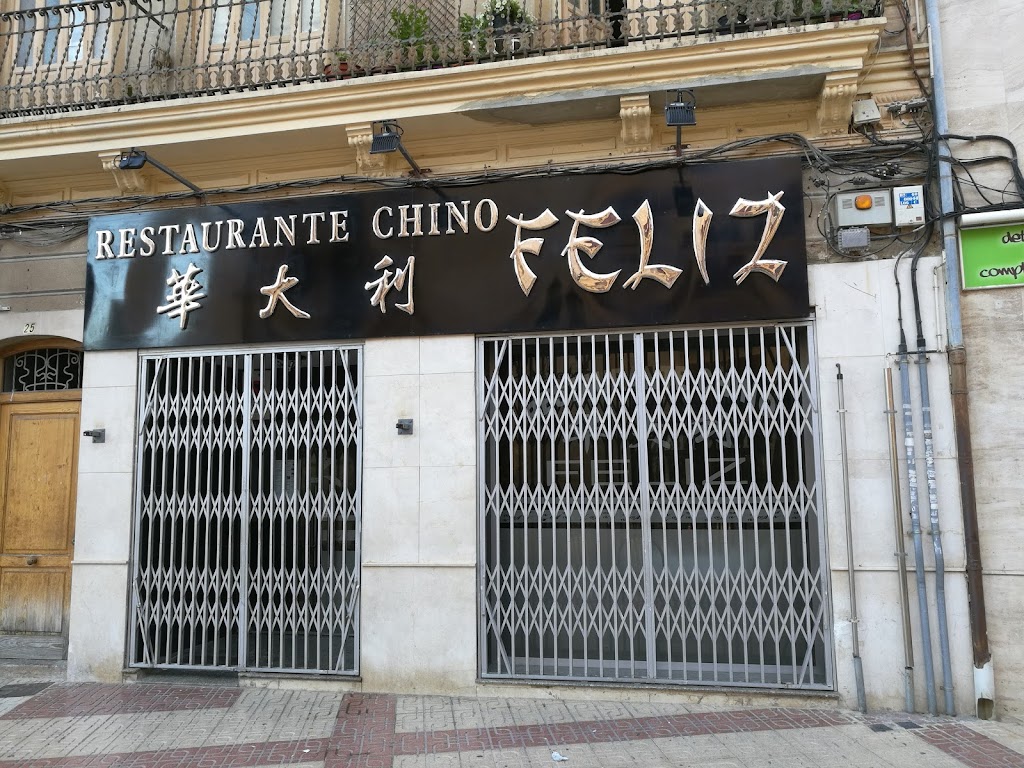 RESTAURANTE CHINO FELIZ
華大利
25